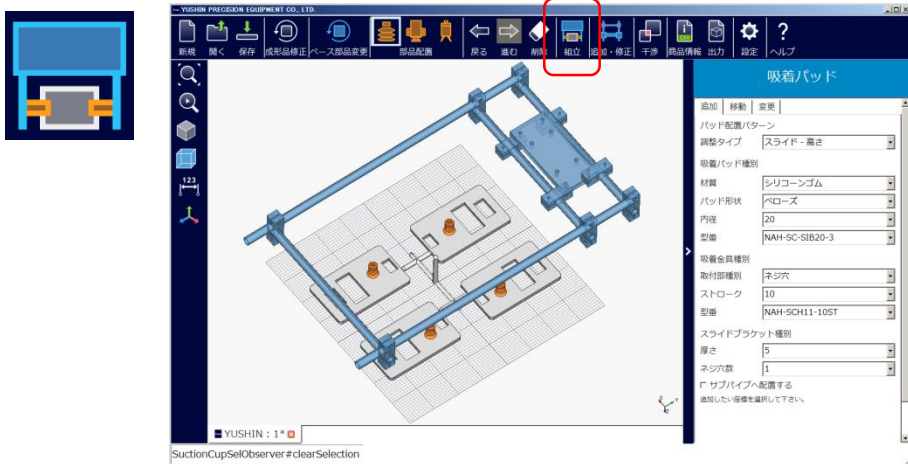 YUSHIN PRECISION EQUIPMENT CO., LTD.
新規 開く 保存 成形品修正 ベース部品変更 部品配置 戻る 進む 削除 組立 追加・修正 干渉 商品情報 出力 設定 ヘルプ
123
吸着パッド
追加 移動 変更
パッド配置パターン
調整タイプ スライド - 高さ
吸着パッド種別
材質 シリコーンゴム
パッド形状 ベローズ
内径 20
型番 NAH-SC-SIB20-3
吸着金具種別
取付部種別 ネジ穴
ストローク 10
型番 NAH-SCH11-10ST
スライドブラケット種別
厚さ 5
ネジ穴数 1
サブパイプへ配置する
追加したい座標を選択して下さい。
YUSHIN : 1*
SuctionCupSelObserver#clearSelection